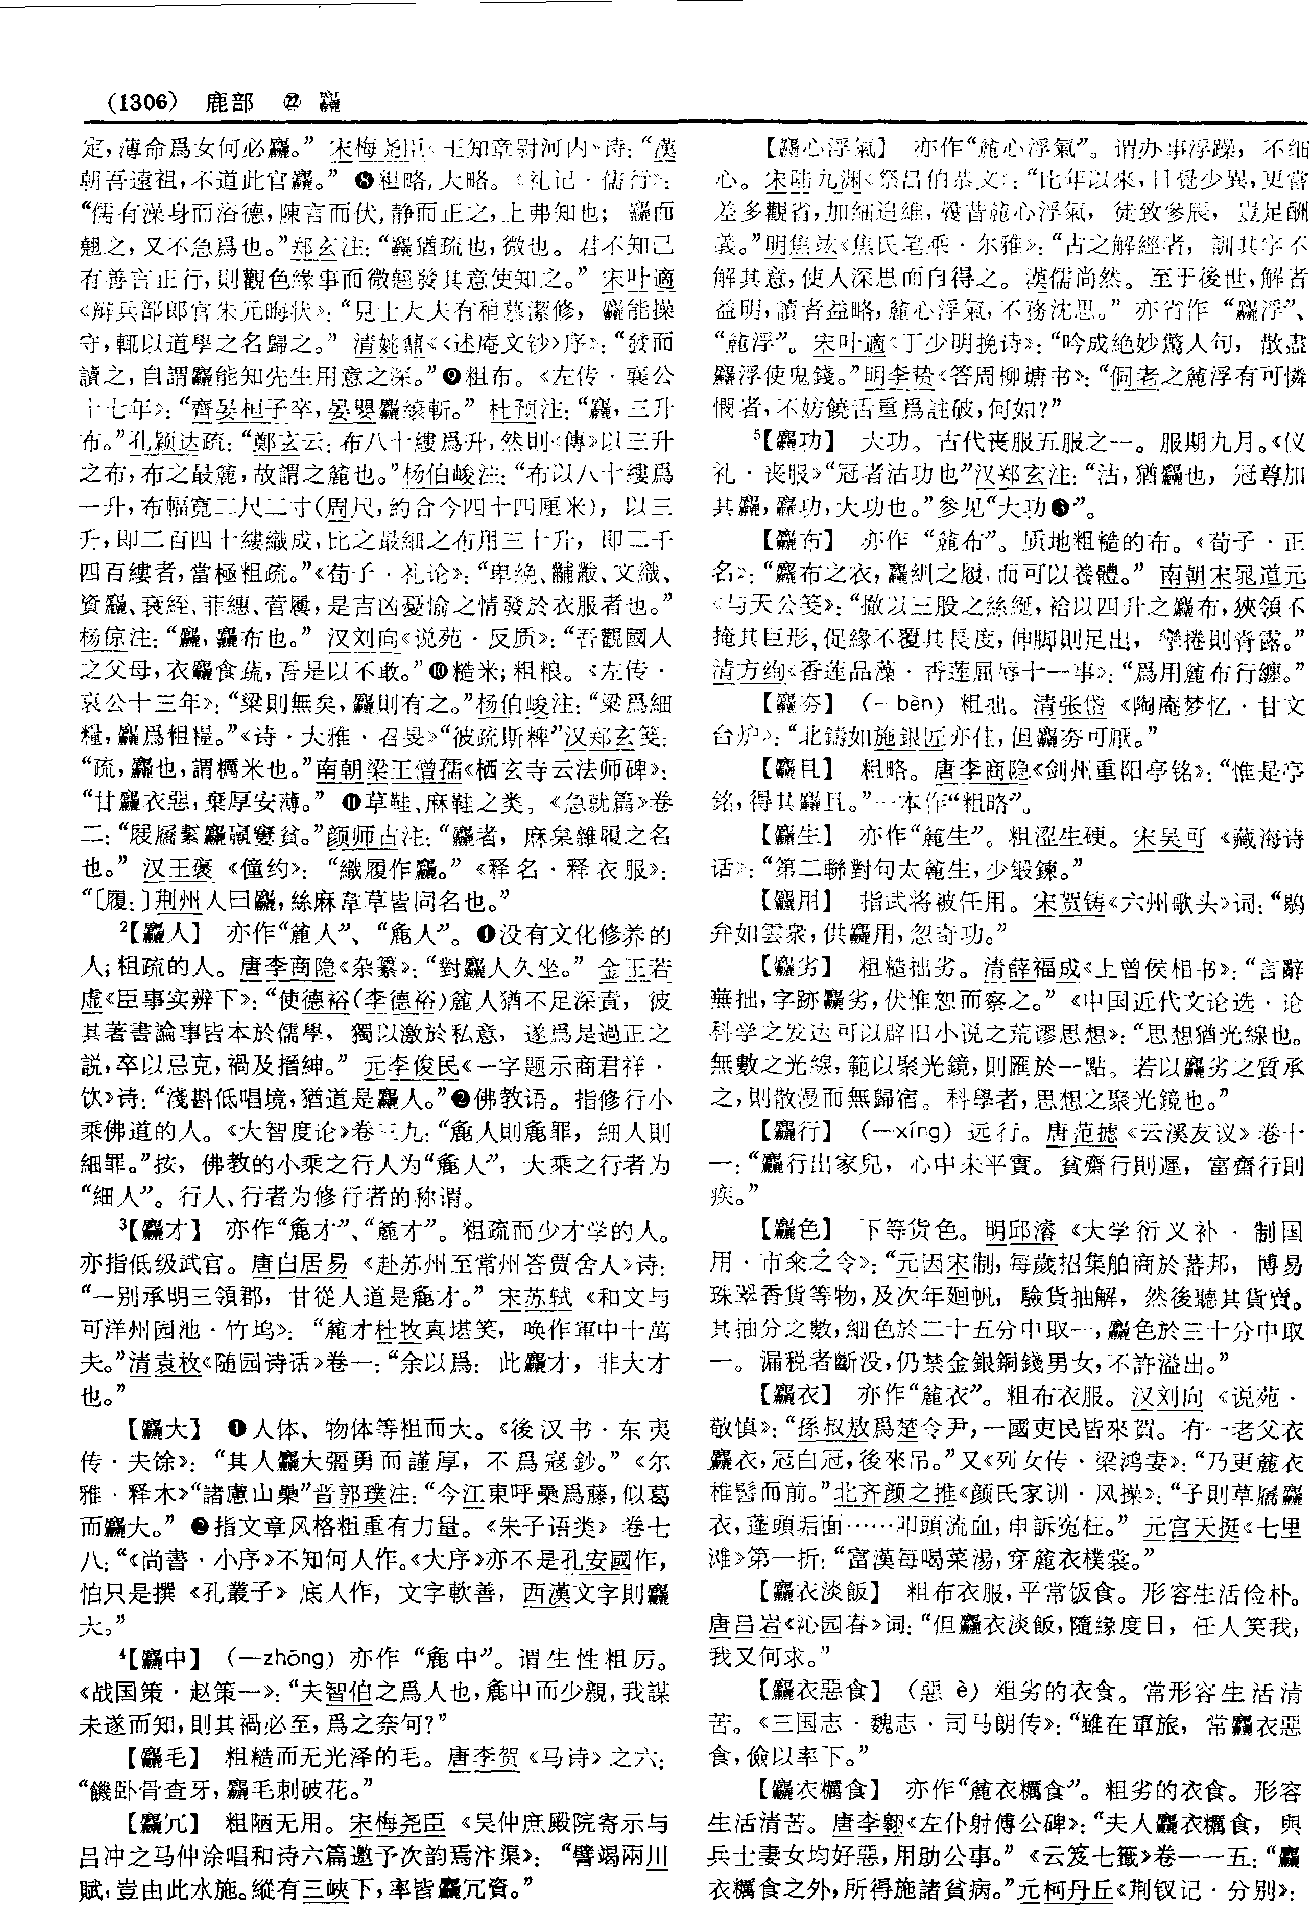 (1306) 鹿部 ㉒ 麤
定，薄命爲女何必麤。” 宋梅尧臣《王知章尉河内》诗：“漢
朝吾遠祖，不道此官麤。” ❽粗略，大略。《礼记·儒行》：
“儒有澡身而浴德，陳言而伏，静而正之，上弗知也； 麤而
翹之，又不急爲也。”郑玄注：“麤猶疏也，微也。君不知己
有善言正行，則觀色缘事而微翹發其意使知之。” 宋叶適
《辩兵部郎官朱元晦状》：“見士大夫有稍慕潔修， 麤能操
守，輒以道學之名歸之。” 清姚鼐《〈述庵文钞〉序》：“發而
讀之，自謂麤能知先生用意之深。”❾粗布。《左传·襄公
十七年》：“齊晏桓子卒，晏嬰麤縗斬。” 杜预注：“麤，三升
布。”孔颖达疏：“鄭玄云：布八十縷爲升，然則《傳》以三升
之布，布之最麄，故謂之麄也。”杨伯峻注：“布以八十縷爲
一升，布幅寬二尺二寸(周尺，約合今四十四厘米)， 以三
升，即二百四十縷織成，比之最細之布用三十升， 即二千
四百縷者，當極粗疏。”《荀子·礼论》：“卑絻、黼黻、文織、
資麤、衰絰、菲繐、菅屨，是吉凶憂愉之情發於衣服者也。”
杨倞注：“麤，麤布也。” 汉刘向《说苑·反质》：“吾觀國人
之父母，衣麤食蔬，吾是以不敢。”❿糙米；粗粮。《左传·
哀公十三年》：“粱則無矣，麤則有之。”杨伯峻注：“粱爲細
糧，麤爲粗糧。”《诗·大雅·召旻》“彼疏斯粺”汉郑玄笺：
“疏，麤也，謂糲米也。”南朝梁王僧孺《栖玄寺云法师碑》：
“甘麤衣惡，棄厚安薄。” ⓫草鞋、麻鞋之类。《急就篇》卷
二：“屐屩絜麤羸窶貧。”颜师古注：“麤者， 麻枲雜履之名
也。” 汉王褒《僮约》：“織履作麤。”《释名·释衣服》：
“〔履：〕荆州人曰麤，絲麻韋草皆同名也。”
²【麤人】 亦作“麄人”、“麁人”。❶没有文化修养的
人；粗疏的人。唐李商隐《杂纂》：“對麤人久坐。” 金王若
虚《臣事实辨下》：“使德裕(李德裕)麄人猶不足深責， 彼
其著書論事皆本於儒學， 獨以激於私意， 遂爲是過正之
説，卒以忌克，禍及搢紳。” 元李俊民《一字题示商君祥·
饮》诗：“淺斟低唱境，猶道是麤人。”❷佛教语。指修行小
乘佛道的人。《大智度论》卷三九：“麁人則麁罪， 細人則
細罪。”按，佛教的小乘之行人为“麁人”，大乘之行者为
“細人”。行人、行者为修行者的称谓。
³【麤才】 亦作“麁才”、“麄才”。粗疏而少才学的人。
亦指低级武官。唐白居易《赴苏州至常州答贾舍人》诗：
“一别承明三領郡， 甘從人道是麁才。” 宋苏轼《和文与
可洋州园池·竹坞》：“麄才杜牧真堪笑， 唤作軍中十萬
夫。”清袁枚《随园诗话》卷一：“余以爲：此麤才，非大才
也。”
【麤大】 ❶人体、物体等粗而大。《後汉书·东夷
传·夫馀》：“其人麤大彊勇而謹厚， 不爲寇鈔。”《尔
雅·释木》“諸慮山櫐”晋郭璞注：“今江東呼櫐爲藤，似葛
而麤大。” ❷指文章风格粗重有力量。《朱子语类》卷七
八：“《尚書·小序》不知何人作。《大序》亦不是孔安國作，
怕只是撰《孔叢子》底人作，文字軟善，西漢文字則麤
大。”
⁴【麤中】 (—zhōng)亦作“麁中”。谓生性粗厉。
《战国策·赵策一》：“夫智伯之爲人也，麁中而少親，我謀
未遂而知，則其禍必至，爲之奈何？”
【麤毛】 粗糙而无光泽的毛。唐李贺《马诗》之六：
“饑卧骨查牙，麤毛刺破花。”
【麤冗】 粗陋无用。宋梅尧臣《吴仲庶殿院寄示与
吕冲之马仲涂唱和诗六篇邀予次韵焉汴渠》：“譬竭兩川
賦，豈由此水施。縱有三峽下，率皆麤冗資。”
【麤心浮氣】 亦作“麄心浮氣”。谓办事浮躁，不细
心。宋陆九渊《祭吕伯恭文》：“比年以来，日覺少異，更嘗
差多觀省，加細追維，曩昔麄心浮氣， 徒致參辰， 豈足酬
義。”明焦竑《焦氏笔乘·尔雅》：“古之解經者， 訓其字不
解其意，使人深思而自得之。漢儒尚然。至于後世，解者
益明，讀者益略，麄心浮氣，不務沈思。”亦省作“麤浮”、
“麄浮”。宋叶適《丁少明挽诗》：“吟成絶妙驚人句， 散盡
麤浮使鬼錢。”明李贽《答周柳塘书》：“侗老之麄浮有可憐
憫者，不妨饒舌重爲註破，何如？”
⁵【麤功】 大功。古代丧服五服之一。服期九月。《仪
礼·丧服》“冠者沽功也”汉郑玄注：“沽，猶麤也， 冠尊加
其麤，麤功，大功也。”参见“大功❸”。
【麤布】 亦作“麄布”。质地粗糙的布。《荀子·正
名》：“麤布之衣，麤紃之履，而可以養體。” 南朝宋晁道元
《与天公笺》：“撤以三股之絲綖，袷以四升之麤布，狹領不
掩其巨形，促緣不覆其長度，伸脚則足出， 攣捲則脊露。”
清方绚《香莲品藻·香莲屈辱十一事》：“爲用麄布行纏。”
【麤夯】 (—bèn) 粗拙。清张岱《陶庵梦忆·甘文
台炉》：“北鑄如施銀匠亦佳，但麤夯可厭。”
【麤且】 粗略。唐李商隐《剑州重阳亭铭》：“惟是亭
銘，得其麤且。”一本作“粗略”。
【麤生】 亦作“麄生”。粗涩生硬。宋吴可《藏海诗
话》：“第二聯對句太麄生，少鍛鍊。”
【麤用】 指武将被任用。宋贺铸《六州歌头》词：“鶡
弁如雲衆，供麤用，忽奇功。”
【麤劣】 粗糙拙劣。清薛福成《上曾侯相书》：“言辭
蕪拙，字跡麤劣，伏惟恕而察之。”《中国近代文论选·论
科学之发达可以辟旧小说之荒谬思想》：“思想猶光線也。
無數之光線，範以聚光鏡，則匯於一點。若以麤劣之質承
之，則散漫而無歸宿。科學者，思想之聚光鏡也。”
【麤行】 (—xíng) 远行。唐范摅《云溪友议》卷十
一：“麤行出家兒， 心中未平實。貧齋行則遲， 富齋行則
疾。”
【麤色】 下等货色。明邱濬《大学衍义补·制国
用·市籴之令》：“元因宋制，每歲招集舶商於蕃邦， 博易
珠翠香貨等物，及次年廻帆， 驗货抽解， 然後聽其貨賣。
其抽分之數，細色於二十五分中取一，麤色於三十分中取
一。漏税者斷没，仍禁金銀銅錢男女，不許溢出。”
【麤衣】 亦作“麄衣”。粗布衣服。汉刘向《说苑·
敬慎》：“孫叔敖爲楚令尹，一國吏民皆來賀。有一老父衣
麤衣，冠白冠，後來吊。”又《列女传·梁鸿妻》：“乃更麄衣
椎髻而前。”北齐颜之推《颜氏家训·风操》：“子則草屩麤
衣，蓬頭垢面……叩頭流血，申訴冤枉。” 元宫天挺《七里
滩》第一折：“富漢每喝菜湯，穿麄衣樸裳。”
【麤衣淡飯】 粗布衣服，平常饭食。形容生活俭朴。
唐吕岩《沁园春》词：“但麤衣淡飯，隨緣度日， 任人笑我，
我又何求。”
【麤衣惡食】 (惡 è) 粗劣的衣食。常形容生活清
苦。《三国志·魏志·司马朗传》：“雖在軍旅， 常麤衣惡
食，儉以率下。”
【麤衣糲食】 亦作“麄衣糲食”。粗劣的衣食。形容
生活清苦。唐李翱《左仆射傅公碑》：“夫人麤衣糲食， 與
兵士妻女均好惡，用助公事。”《云笈七籤》卷一一五：“麤
衣糲食之外，所得施諸貧病。”元柯丹丘《荆钗记·分别》：